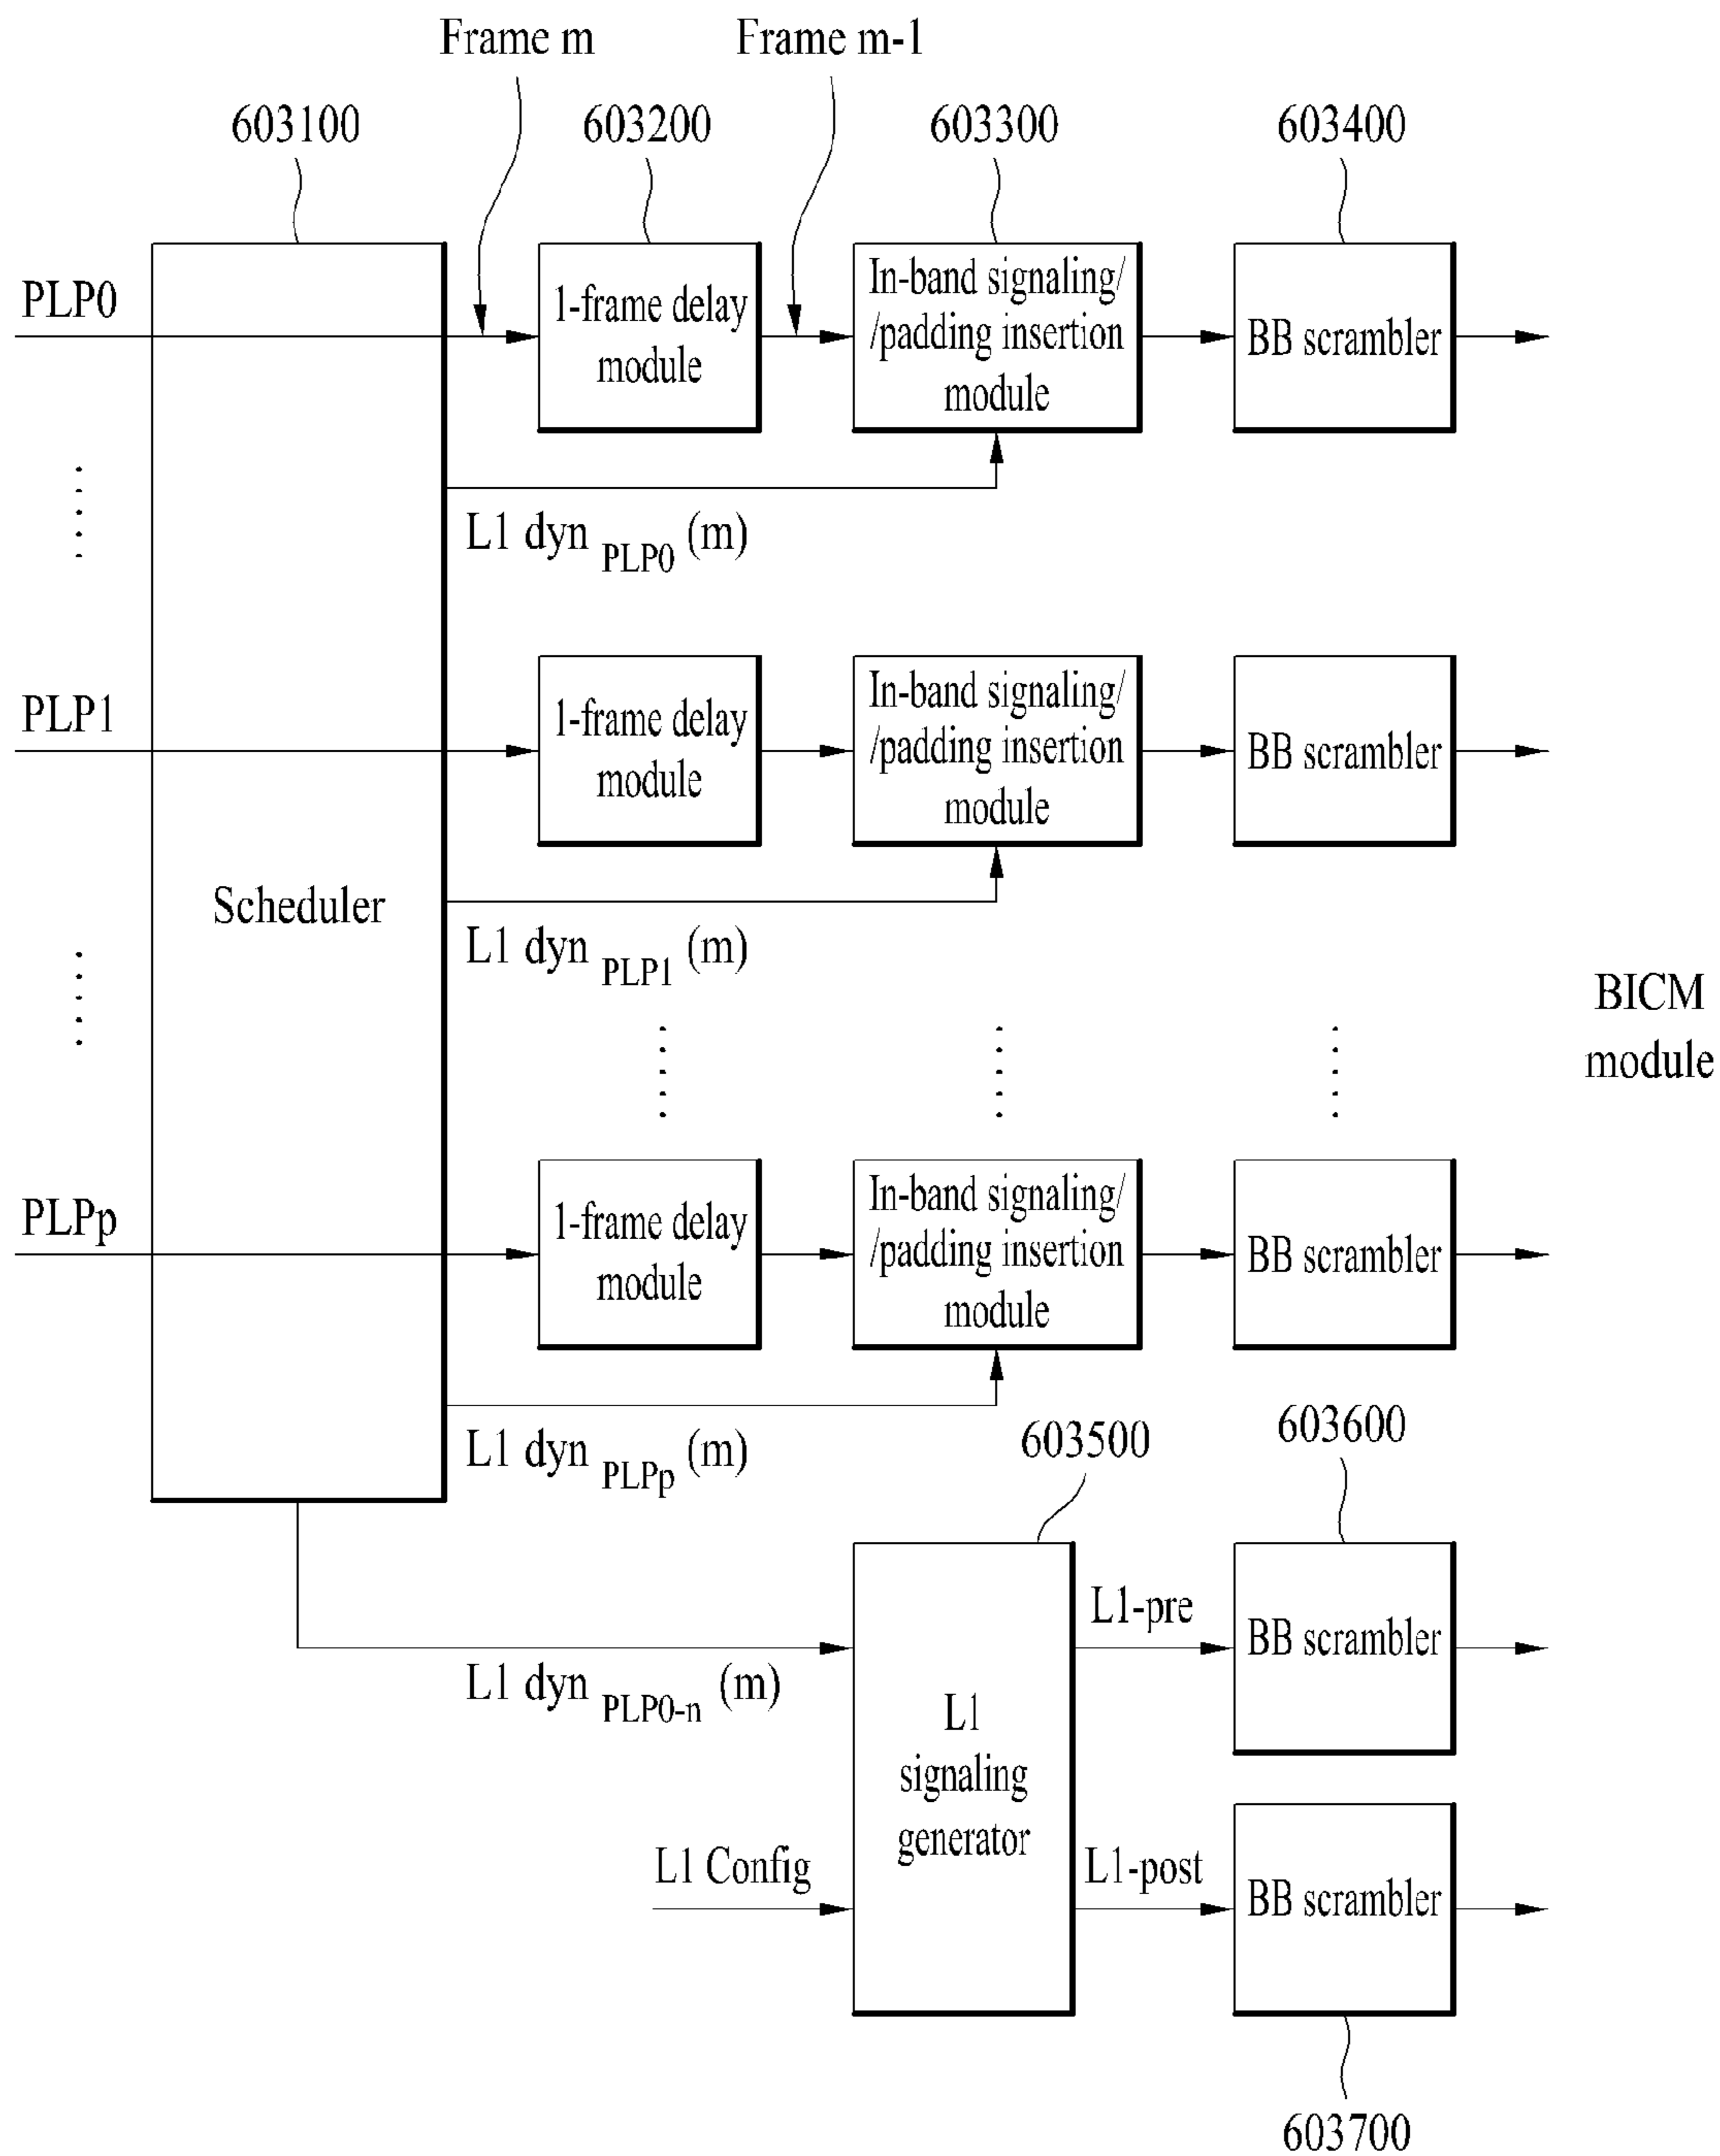 Frame m
Frame m-1
603100
603200
603300
603400
PLP0
1-frame delay
module
In-band signaling/
/padding insertion
module
BB scrambler
L1 dyn PLP0 (m)
PLP1
1-frame delay
module
In-band signaling/
/padding insertion
module
BB scrambler
Scheduler
L1 dyn PLP1 (m)
BICM
module
PLPp
1-frame delay
module
In-band signaling/
/padding insertion
module
BB scrambler
L1 dyn PLPp (m)
603500
603600
L1-pre
BB scrambler
L1 dyn PLP0-n (m)
L1
signaling
generator
L1 Config
L1-post
BB scrambler
603700